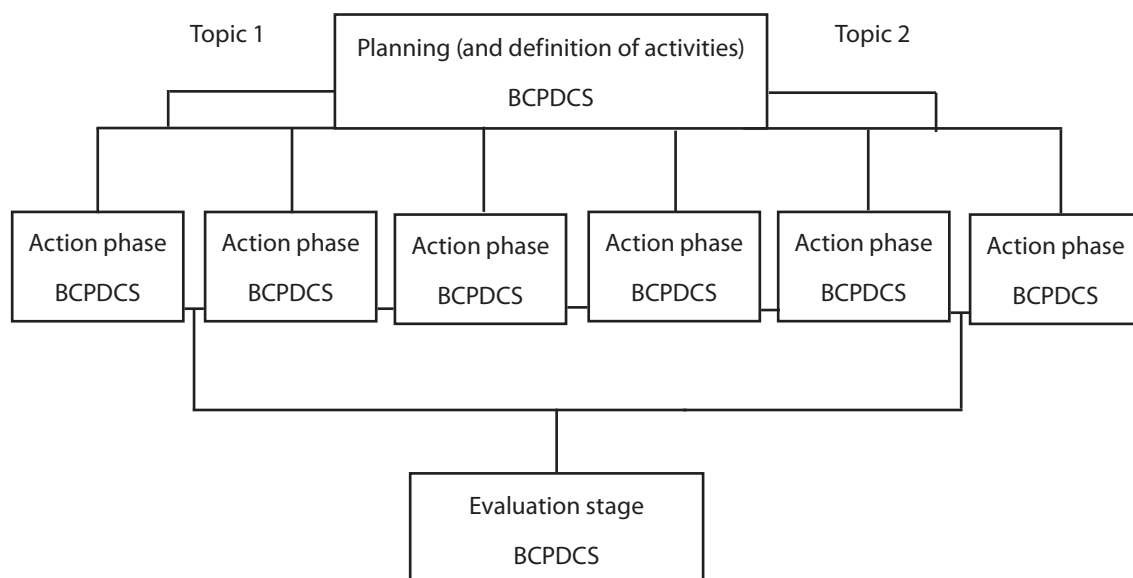 Topic 1
Planning (and definition of activities)
BCPDCS
Topic 2
Action phase
BCPDCS
Action phase
BCPDCS
Action phase
BCPDCS
Action phase
BCPDCS
Action phase
BCPDCS
Action phase
BCPDCS
Evaluation stage
BCPDCS